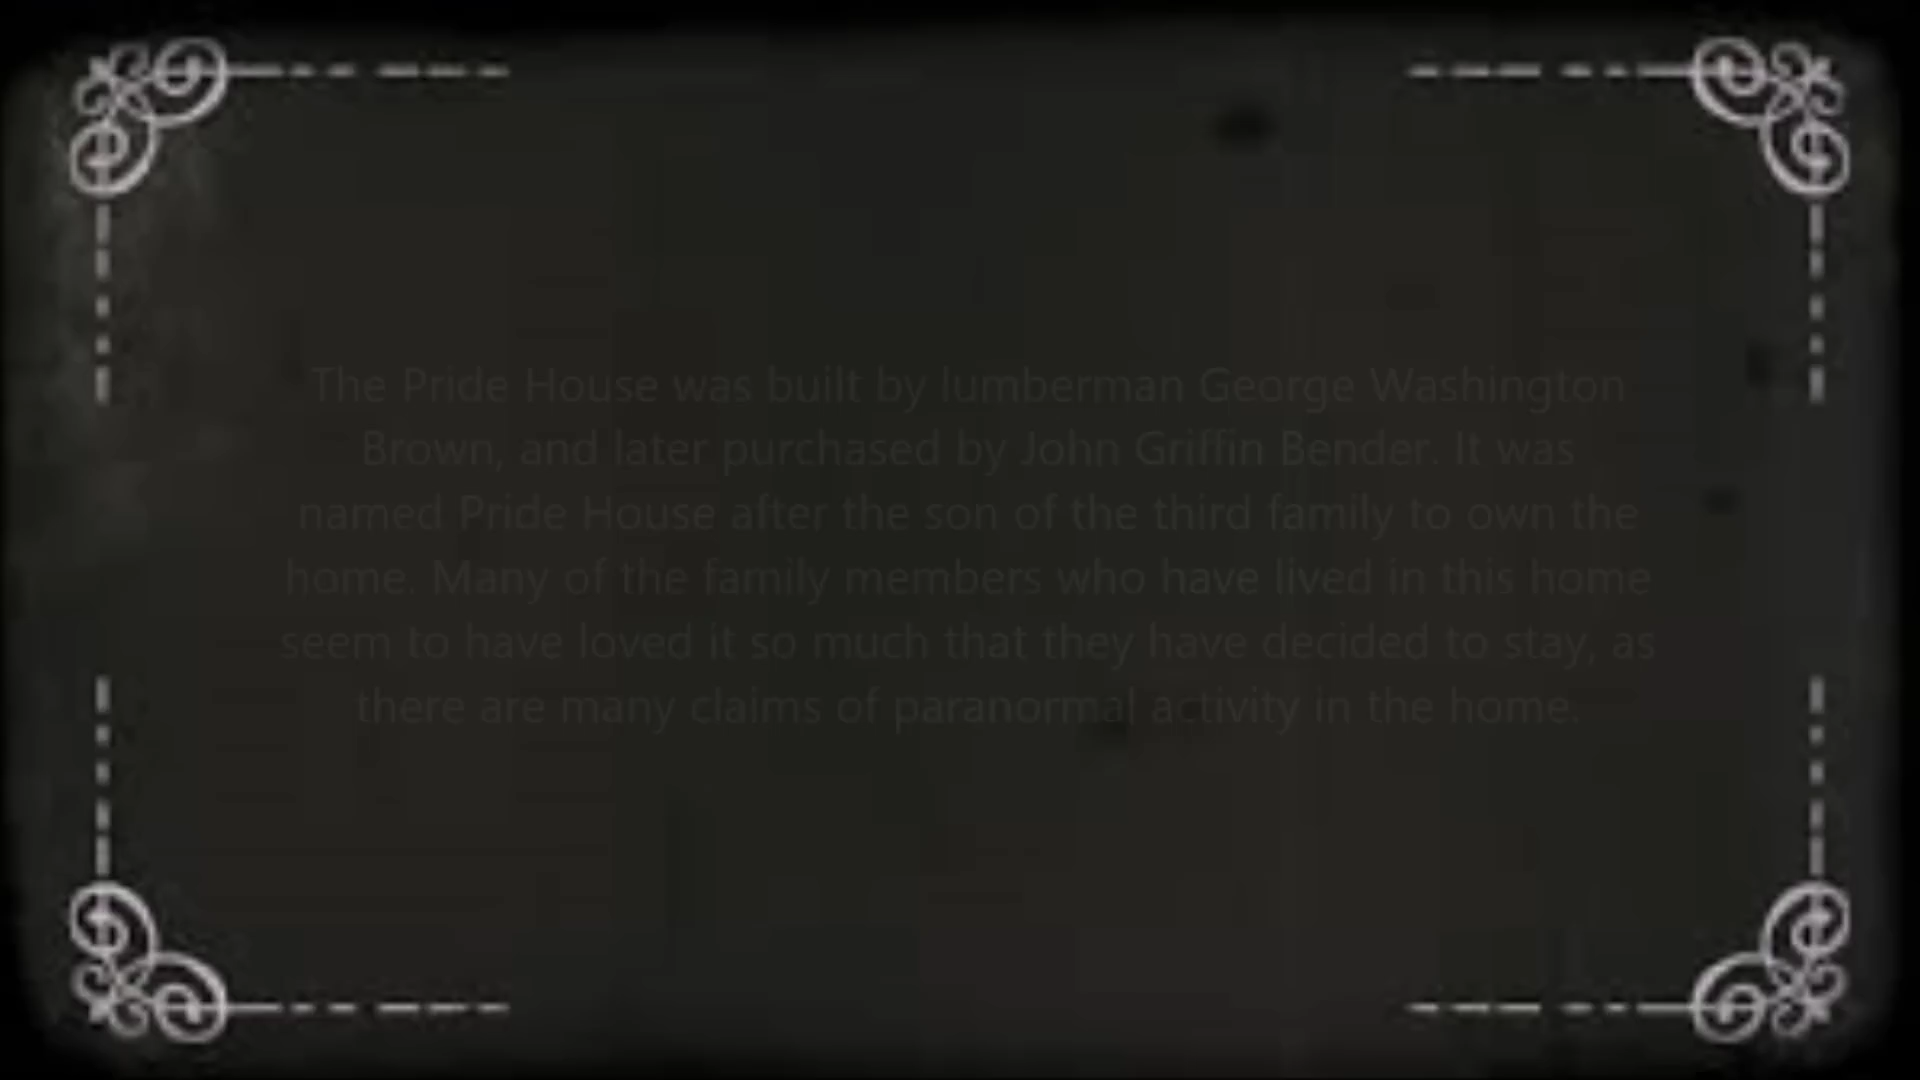 The Pride House was built by lumberman George Washington
Brown, and later purchased by John Griffin Bender. It was
named Pride House after the son of the third family to own the
home. Many of the family members who have lived in this home
seem to have loved it so much that they have decided to stay, as
there are many claims of paranormal activity in the home.